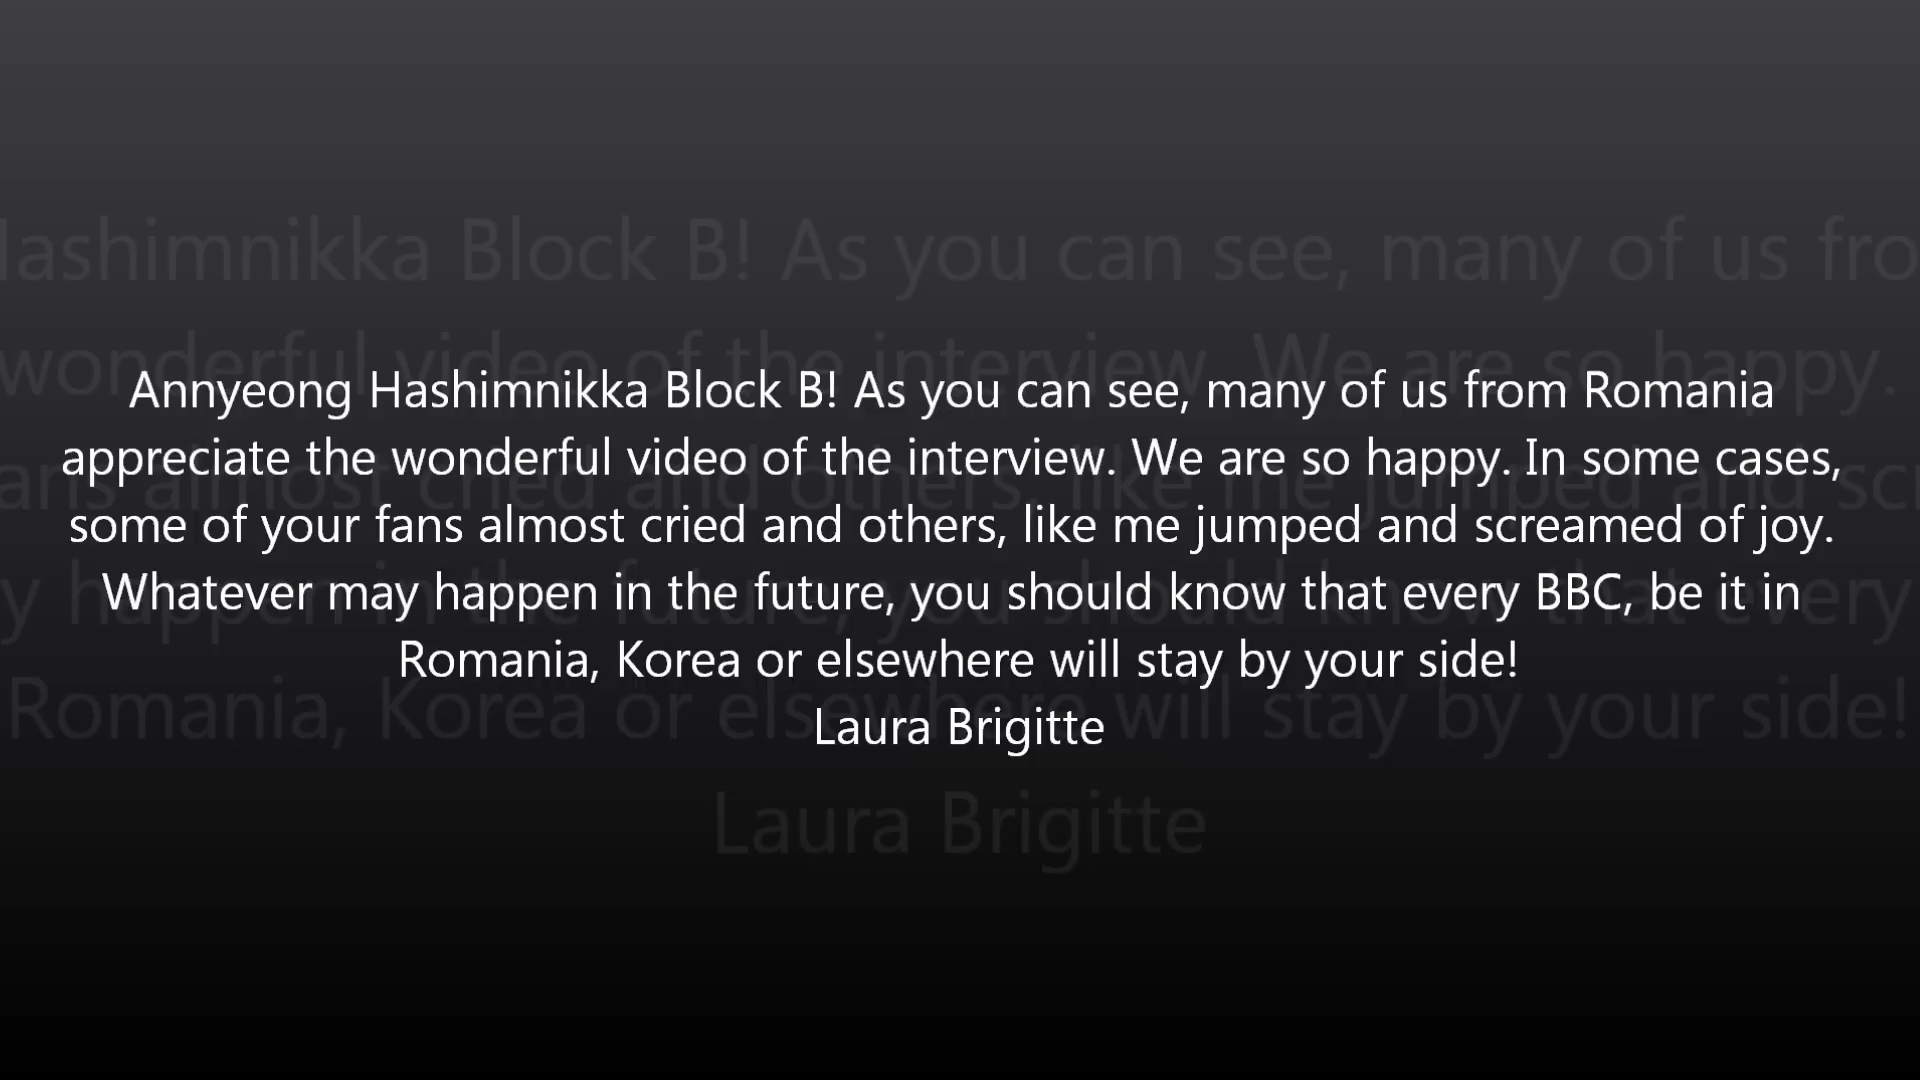 Annyeong Hashimnikka Block B! As you can see, many of us from Romania
appreciate the wonderful video of the interview. We are so happy. In some cases,
some of your fans almost cried and others, like me jumped and screamed of joy.
Whatever may happen in the future, you should know that every BBC, be it in
Romania, Korea or elsewhere will stay by your side!
Laura Brigitte